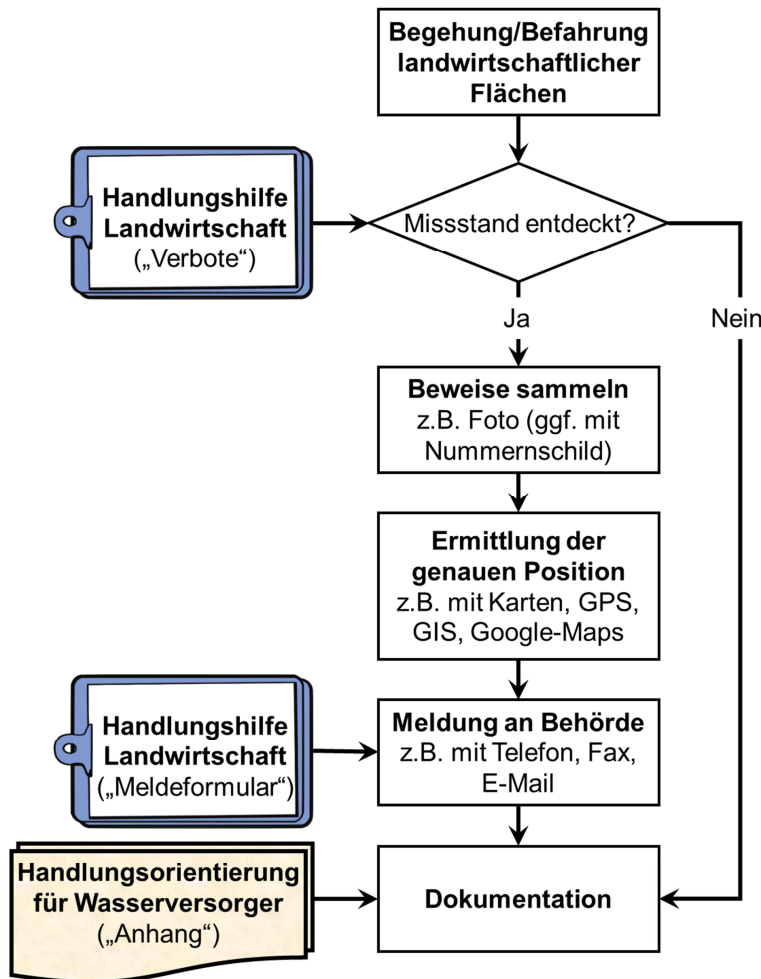 Begehung/Befahrung
landwirtschaftlicher
Flächen
Handlungshilfe
Landwirtschaft
(„Verbote“)
Missstand entdeckt?
Ja
Nein
Beweise sammeln
z.B. Foto (ggf. mit
Nummernschild)
Ermittlung der
genauen Position
z.B. mit Karten, GPS,
GIS, Google-Maps
Handlungshilfe
Landwirtschaft
(„Meldeformular“)
Meldung an Behörde
z.B. mit Telefon, Fax,
E-Mail
Handlungsorientierung
für Wasserversorger
(„Anhang“)
Dokumentation